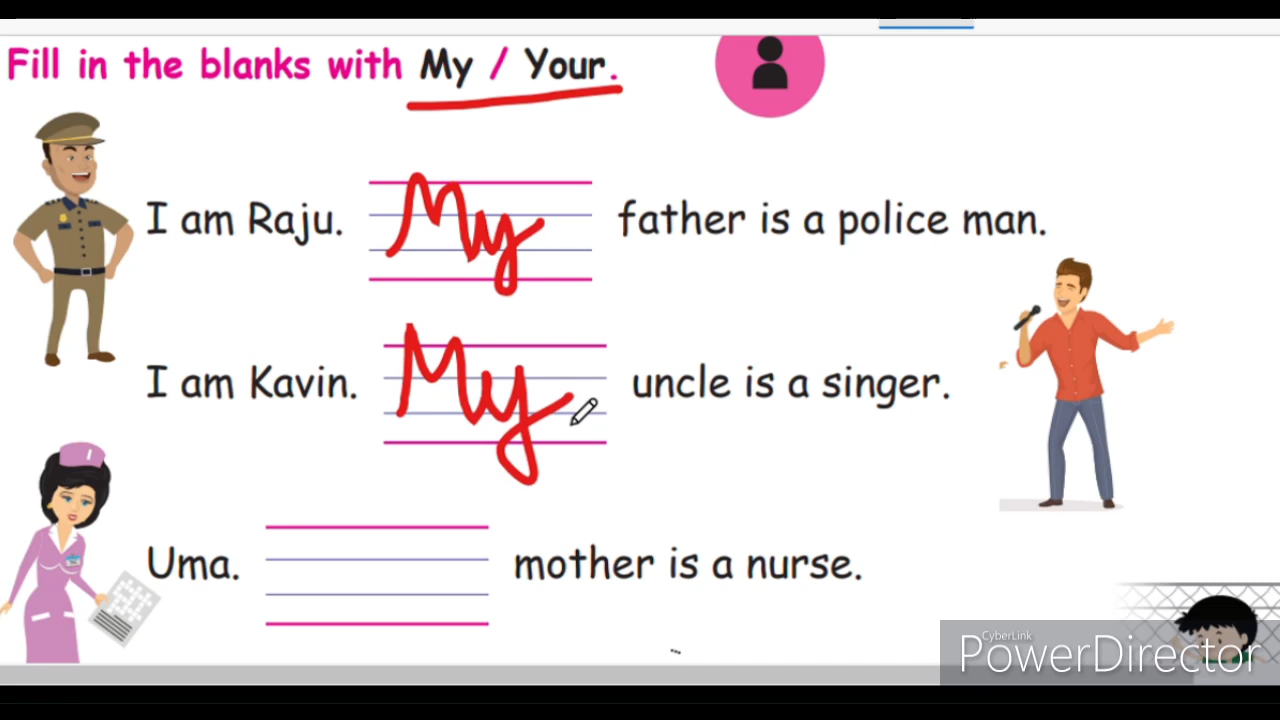 Fill in the blanks with My / Your.
I am Raju. My father is a police man.
I am Kavin. My uncle is a singer.
Uma. mother is a nurse.
CyberLink
PowerDirector